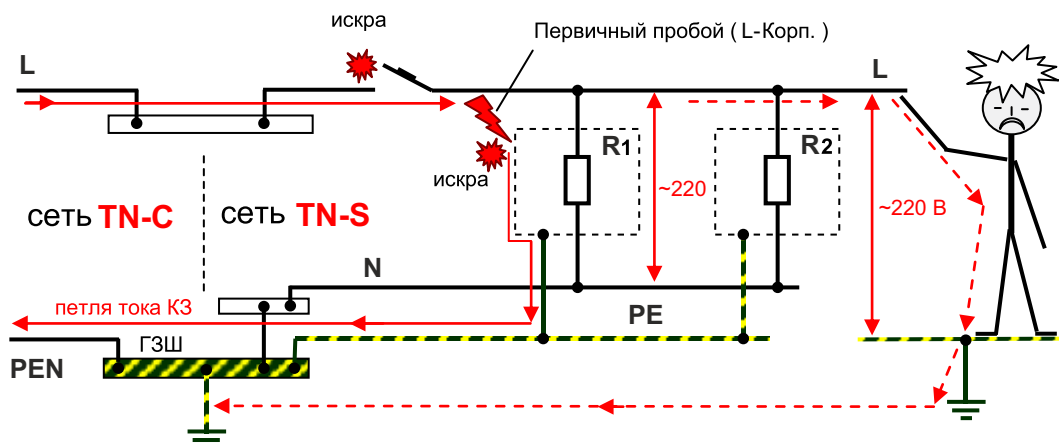 искра
Первичный пробой ( L-Корп. )
L
L
R1
R2
искра
~220
~220 В
сеть TN-C
сеть TN-S
N
петля тока КЗ
PE
ГЗШ
PEN